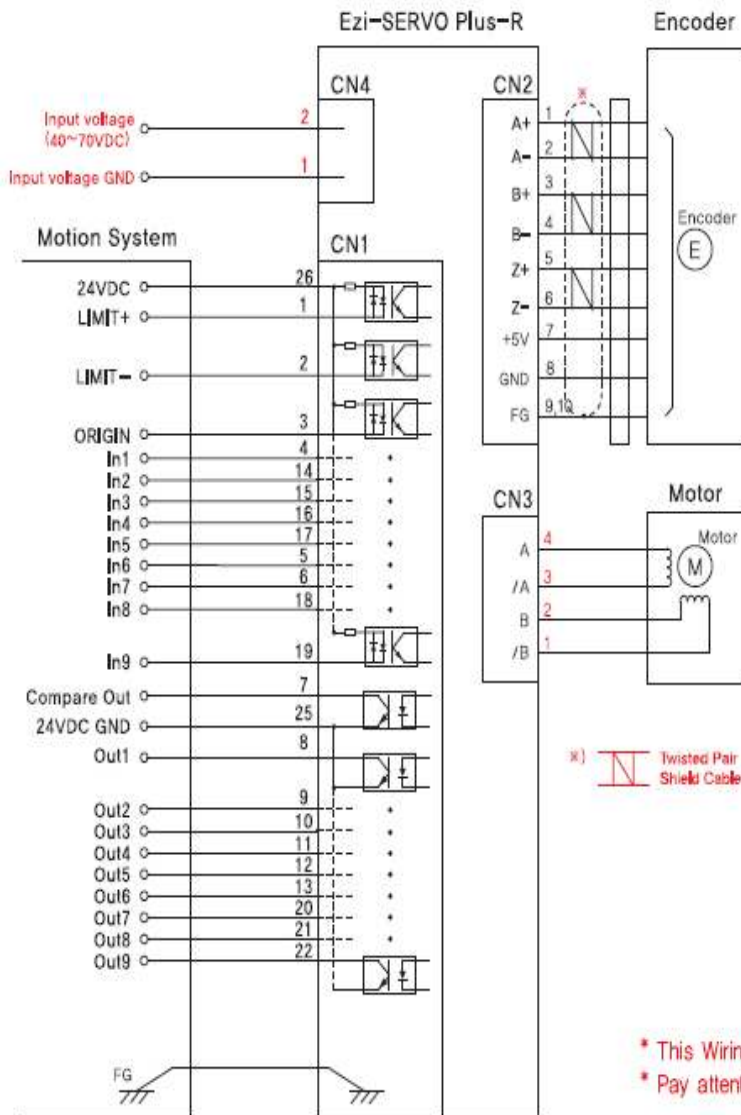 Ezi-SERVO Plus-R
Encoder
CN4
CN2
※
Input voltage
(40~70VDC)
2
Input voltage GND
1
A+ 1
A- 2
B+ 3
B- 4
Z+ 5
Z- 6
+5V 7
GND 8
FG 9,10
Encoder
E
Motion System
CN1
24VDC 26
LIMIT+ 1
LIMIT- 2
ORIGIN 3
In1 4
In2 14
In3 15
In4 16
In5 17
In6 5
In7 6
In8 18
In9 19
Compare Out 7
24VDC GND 25
Out1 8
Out2 9
Out3 10
Out4 11
Out5 12
Out6 13
Out7 20
Out8 21
Out9 22
FG
CN3
Motor
A 4
/A 3
B 2
/B 1
Motor
M
※) Twisted Pair
Shield Cable
* This Wirin
* Pay attent